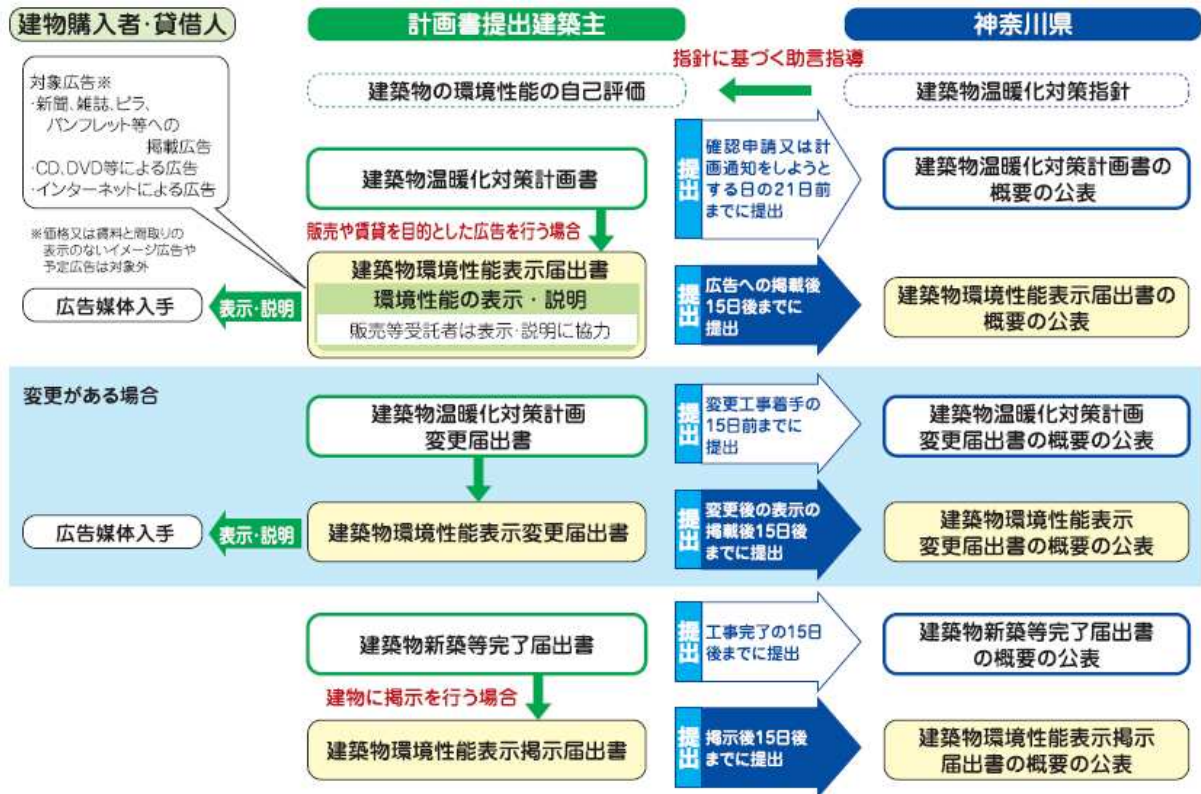 建物購入者・貸借人
計画書提出建築主
神奈川県
対象広告※
・新聞、雑誌、ビラ、
パンフレット等への
掲載広告
・CD、DVD等による広告
・インターネットによる広告
※価格又は賃料と間取りの
表示のないイメージ広告や
予定広告は対象外
指針に基づく助言指導
建築物の環境性能の自己評価
建築物温暖化対策指針
建築物温暖化対策計画書
提出
確認申請又は計
画通知をしようと
する日の21日前
までに提出
建築物温暖化対策計画書の
概要の公表
販売や賃貸を目的とした広告を行う場合
広告媒体入手
表示・説明
建築物環境性能表示届出書
環境性能の表示・説明
販売等受託者は表示・説明に協力
提出
広告への掲載後
15日後までに
提出
建築物環境性能表示届出書の
概要の公表
変更がある場合
建築物温暖化対策計画
変更届出書
提出
変更工事着手の
15日前までに
提出
建築物温暖化対策計画
変更届出書の概要の公表
広告媒体入手
表示・説明
建築物環境性能表示変更届出書
提出
変更後の表示の
掲載後15日後
までに提出
建築物環境性能表示
変更届出書の概要の公表
建築物新築等完了届出書
提出
工事完了の15日
後までに提出
建築物新築等完了届出書
の概要の公表
建物に掲示を行う場合
建築物環境性能表示掲示届出書
提出
掲示後15日後
までに提出
建築物環境性能表示掲示
届出書の概要の公表